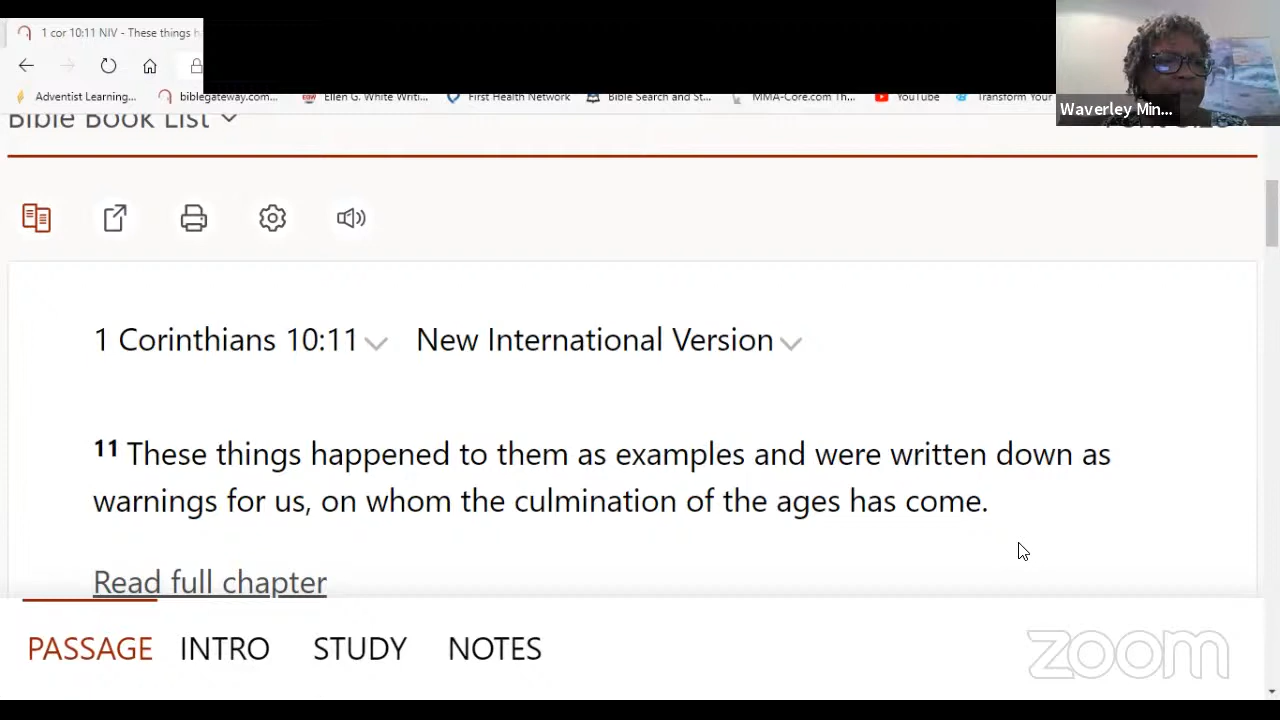 1 cor 10:11 NIV - These things h
Adventist Learning... biblegateway.com... Ellen G. White Writi... First Health Network Bible Search and St... MMA-Core.com Th... YouTube Transform Your
Waverley Min...
Bible Book List
1 Corinthians 10:11 New International Version
11 These things happened to them as examples and were written down as
warnings for us, on whom the culmination of the ages has come.
Read full chapter
PASSAGE INTRO STUDY NOTES
zoom